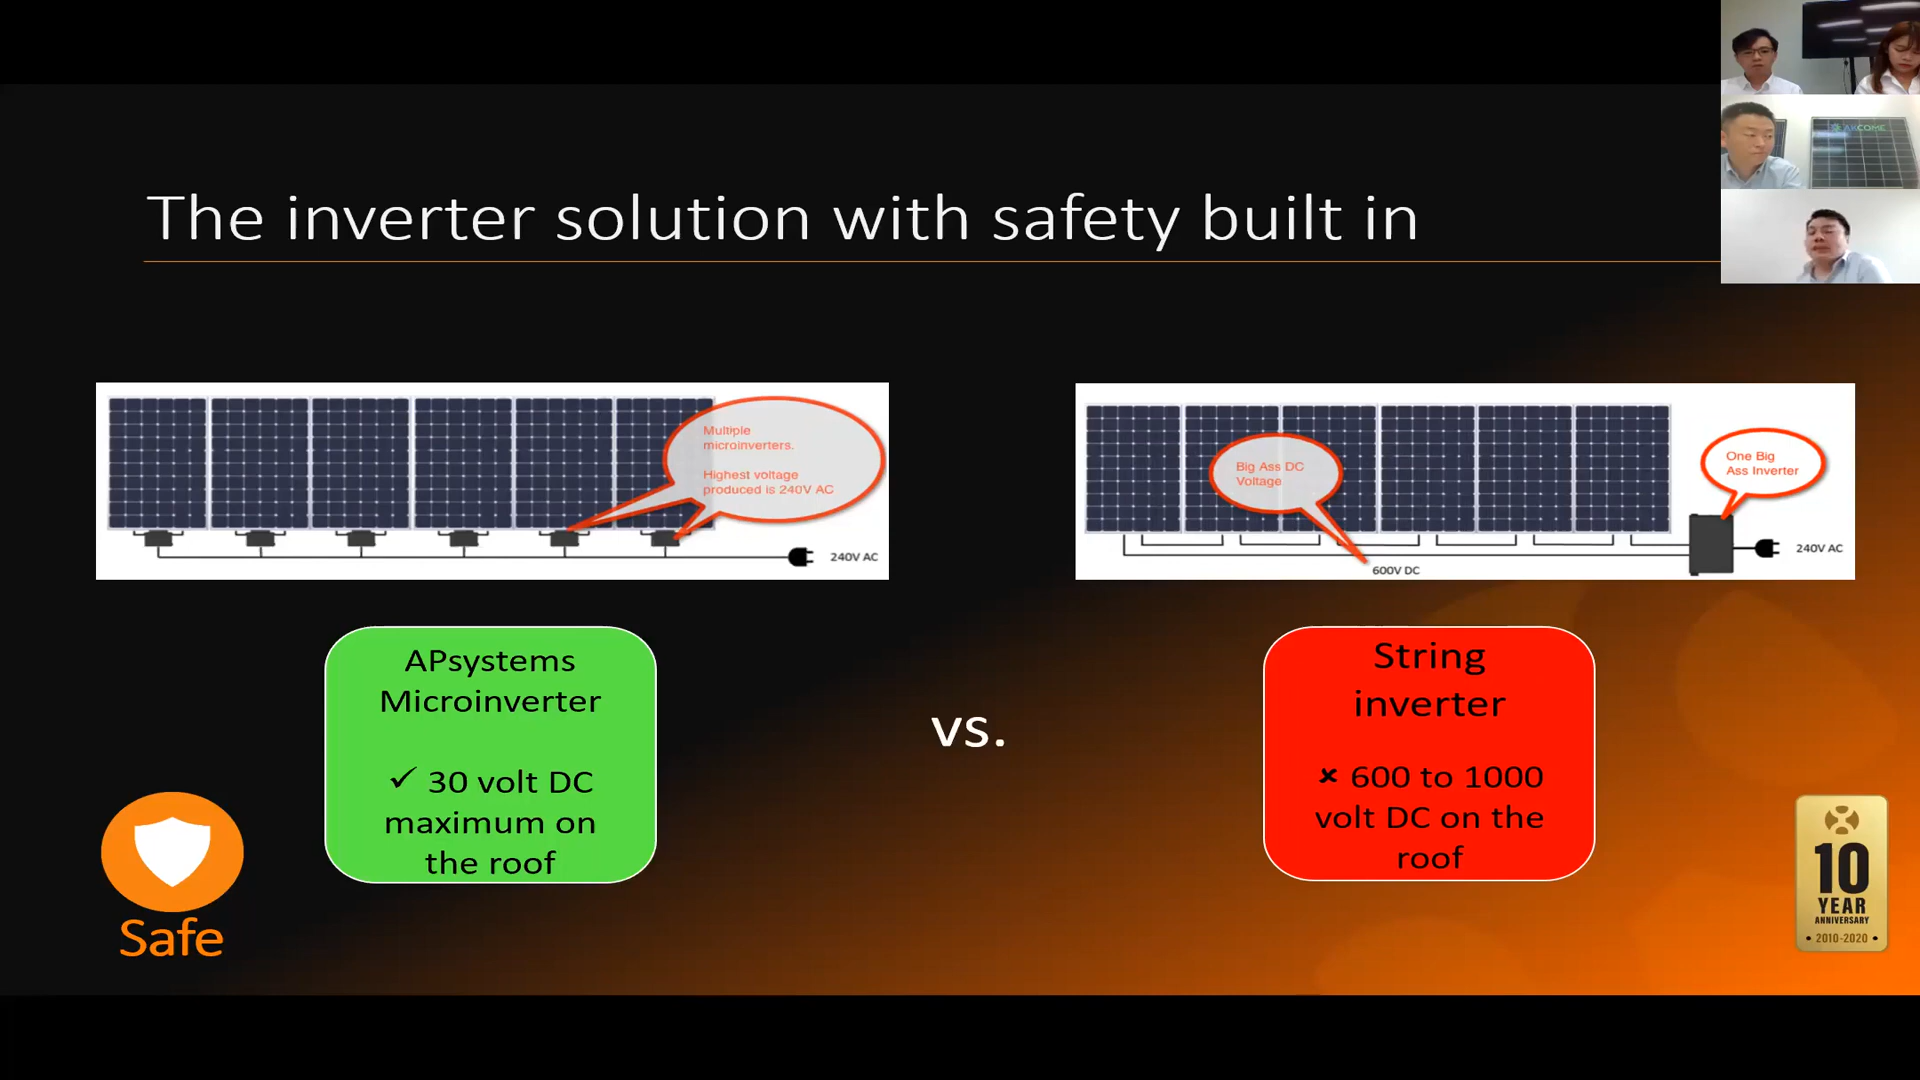 AKCOME
The inverter solution with safety built in
Multiple
microinverters.
Highest voltage
produced is 240V AC
240V AC
Big Ass DC
Voltage
One Big
Ass Inverter
600V DC
240V AC
APsystems
Microinverter
✓ 30 volt DC
maximum on
the roof
vs.
String
inverter
✘ 600 to 1000
volt DC on the
roof
Safe
10
YEAR
ANNIVERSARY
• 2010-2020 •